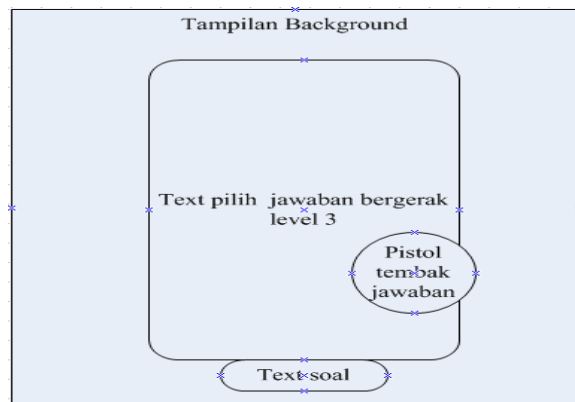 Tampilan Background
Text pilih jawaban bergerak
level 3
Pistol
tembak
jawaban
Text soal